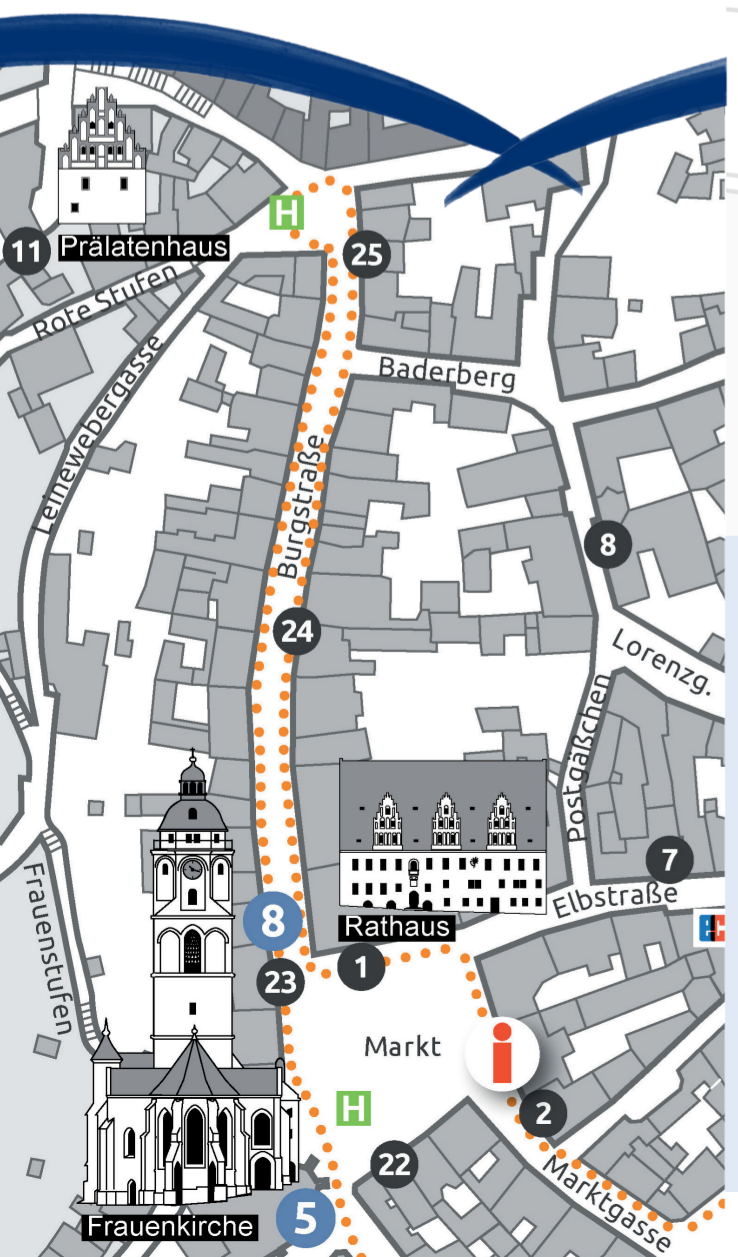 H
25
11
Prälatenhaus
Rote Stufen
Baderberg
Leinewebergasse
Burgstraße
8
24
Lorenzg.
Postgäßchen
7
Elbstraße
Frauenstufen
8
Rathaus
1
23
Markt
i
H
2
22
Marktgasse
Frauenkirche
5